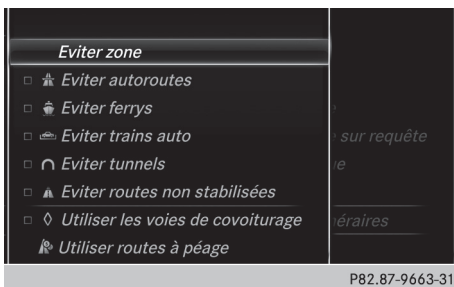 Eviter zone
Eviter autoroutes
Eviter ferrys
Eviter trains auto
sur requête
Eviter tunnels
Eviter routes non stabilisées
Utiliser les voies de covoiturage
Utiliser routes à péage
P82.87-9663-31